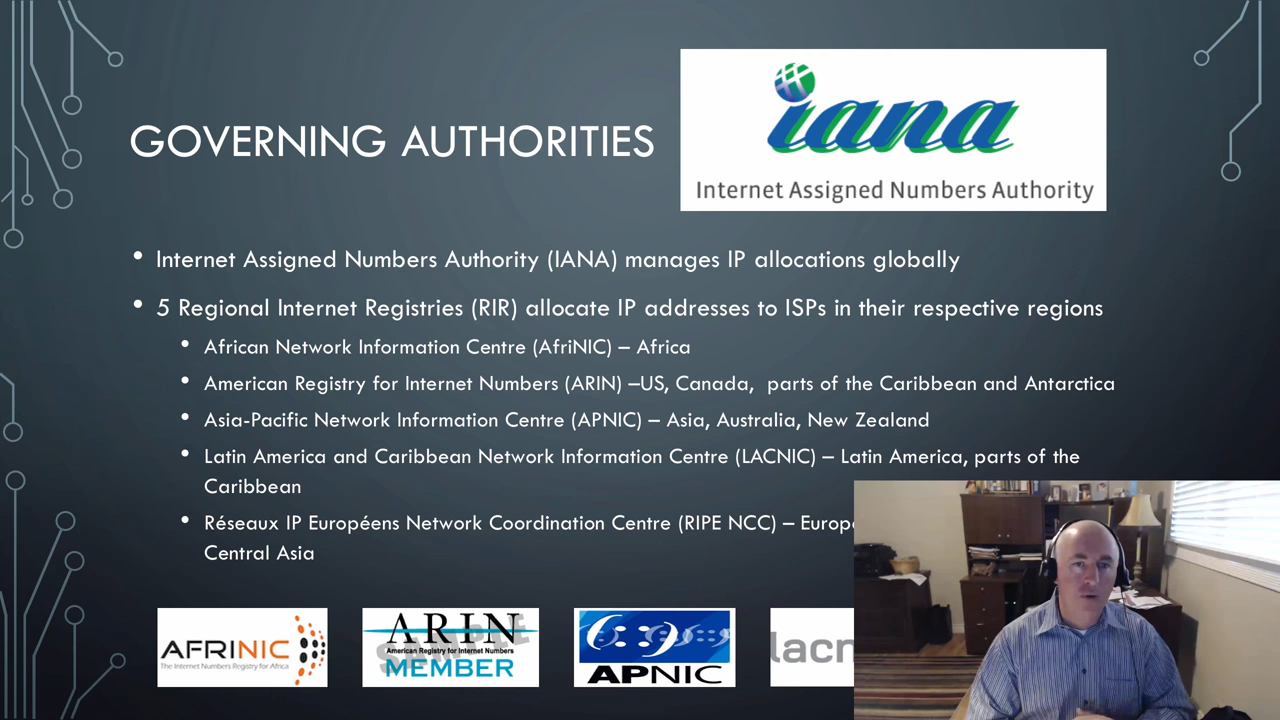 iana
Internet Assigned Numbers Authority
GOVERNING AUTHORITIES
• Internet Assigned Numbers Authority (IANA) manages IP allocations globally
• 5 Regional Internet Registries (RIR) allocate IP addresses to ISPs in their respective regions
• African Network Information Centre (AfriNIC) – Africa
• American Registry for Internet Numbers (ARIN) –US, Canada, parts of the Caribbean and Antarctica
• Asia-Pacific Network Information Centre (APNIC) – Asia, Australia, New Zealand
• Latin America and Caribbean Network Information Centre (LACNIC) – Latin America, parts of the
Caribbean
• Réseaux IP Européens Network Coordination Centre (RIPE NCC) –
Central Asia
AFRINIC
The Internet Numbers Registry for Africa
ARIN
American Registry for Internet Numbers
SAMPLE
MEMBER
APNIC
lacn